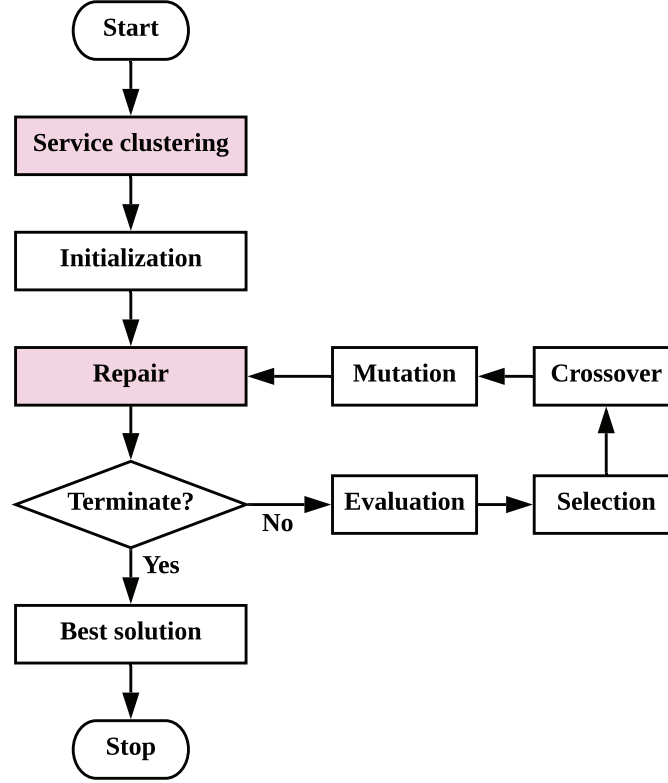 Start
Service clustering
Initialization
Repair
Mutation
Crossover
Terminate?
No
Evaluation
Selection
Yes
Best solution
Stop